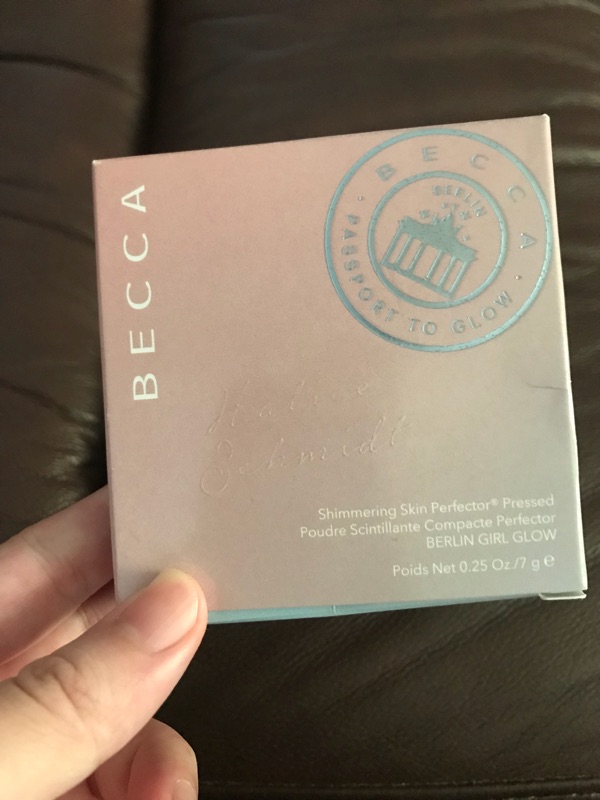 BECCA
BECCA
BERLIN
PASSPORT TO GLOW
Schmidt
Shimmering Skin Perfector® Pressed
Poudre Scintillante Compacte Perfector
BERLIN GIRL GLOW
Poids Net 0.25 Oz./7 g ℮